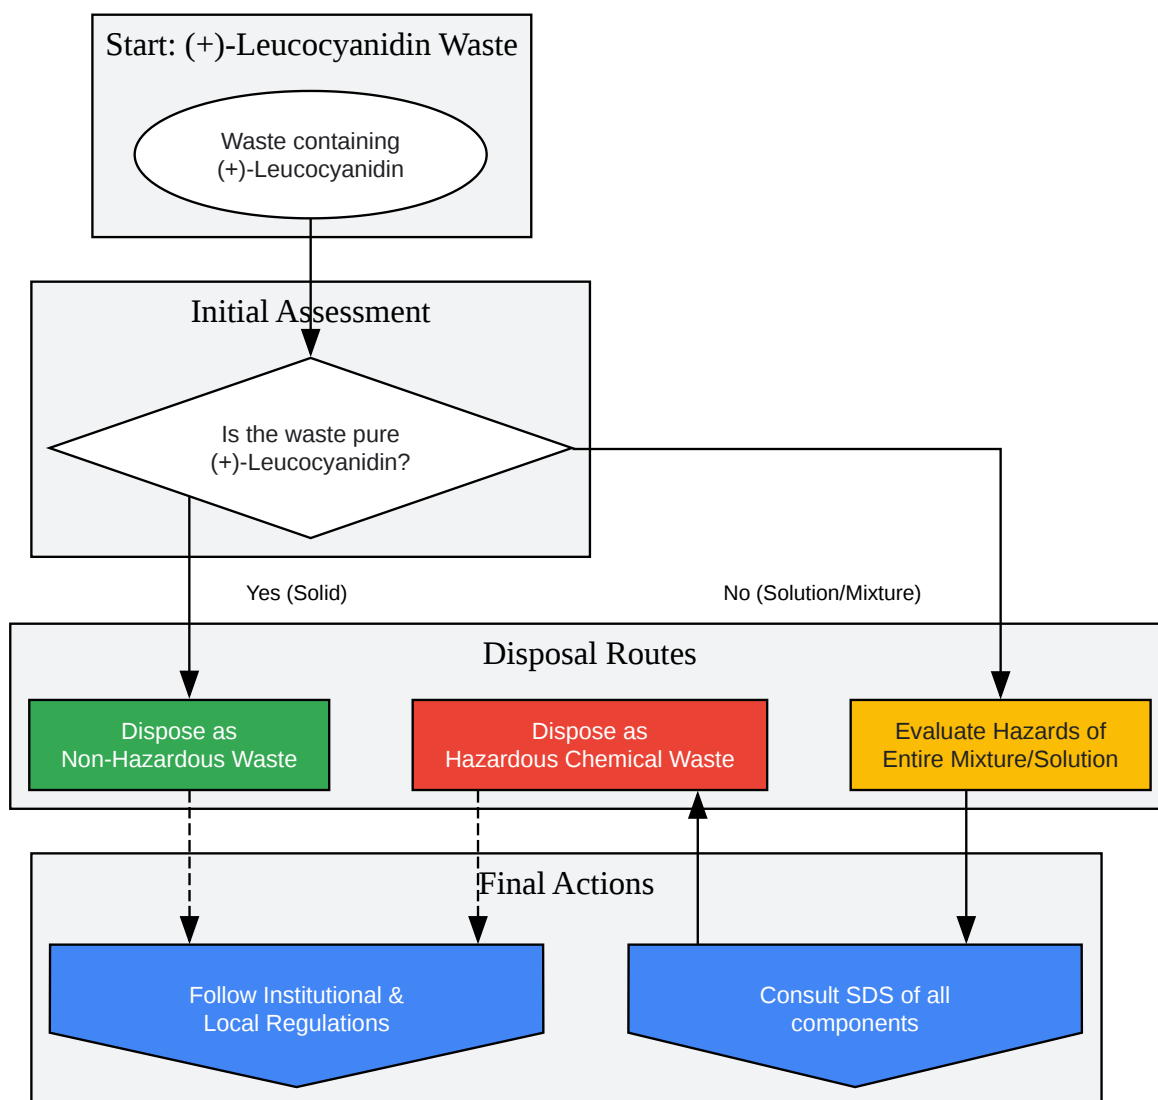 Start: (+)-Leucocyanidin Waste
Waste containing
(+)-Leucocyanidin
Initial Assessment
Is the waste pure
(+)-Leucocyanidin?
Yes (Solid)
No (Solution/Mixture)
Disposal Routes
Dispose as
Non-Hazardous Waste
Dispose as
Hazardous Chemical Waste
Evaluate Hazards of
Entire Mixture/Solution
Final Actions
Follow Institutional &
Local Regulations
Consult SDS of all
components